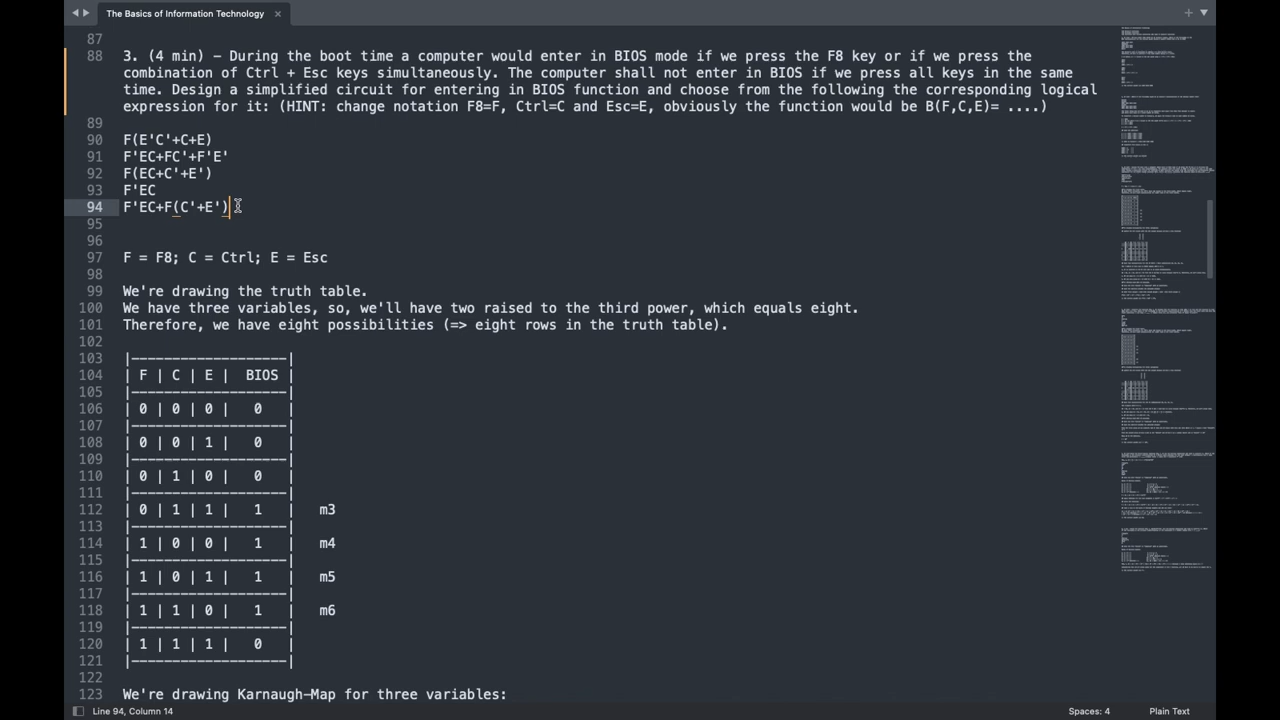 The Basics of Information Technology
87
88 3. (4 min) – During the boot time a computer would enter in BIOS mode if we press the F8 key or if we press the
combination of Ctrl + Esc keys simultaneously. The computer shall not enter in BIOS if we press all keys in the same
time. Design a simplified circuit for entering in BIOS function and choose from the following the corresponding logical
expression for it: (HINT: change notation F8=F, Ctrl=C and Esc=E, obviously the function would be B(F,C,E)= ....)
89
90 F(E'C'+C+E)
91 F'EC+FC'+F'E'
92 F(EC+C'+E')
93 F'EC
94 F'EC+F(C'+E')
95
96
97 F = F8; C = Ctrl; E = Esc
98
99 We're drawing the truth table.
100 We have three variables, so, we'll have two raised to the third power, which equals eight.
101 Therefore, we have eight possibilities (=> eight rows in the truth table).
102
103 |———————————————————|
104 | F | C | E | BIOS |
105 |———————————————————|
106 | 0 | 0 | 0 | 0 |
107 |———————————————————|
108 | 0 | 0 | 1 | 0 |
109 |———————————————————|
110 | 0 | 1 | 0 | 0 |
111 |———————————————————|
112 | 0 | 1 | 1 | 1 | m3
113 |———————————————————|
114 | 1 | 0 | 0 | 1 | m4
115 |———————————————————|
116 | 1 | 0 | 1 | 1 | m5
117 |———————————————————|
118 | 1 | 1 | 0 | 1 | m6
119 |———————————————————|
120 | 1 | 1 | 1 | 0 |
121 |———————————————————|
122
123 We're drawing Karnaugh–Map for three variables:
Line 94, Column 14 Spaces: 4 Plain Text